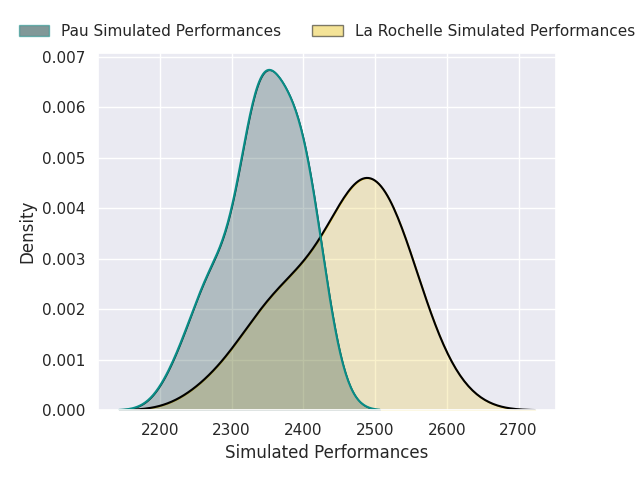 Pau Simulated Performances
La Rochelle Simulated Performances
0.007
0.006
0.005
0.004
0.003
0.002
0.001
0.000
Density
2200 2300 2400 2500 2600 2700
Simulated Performances